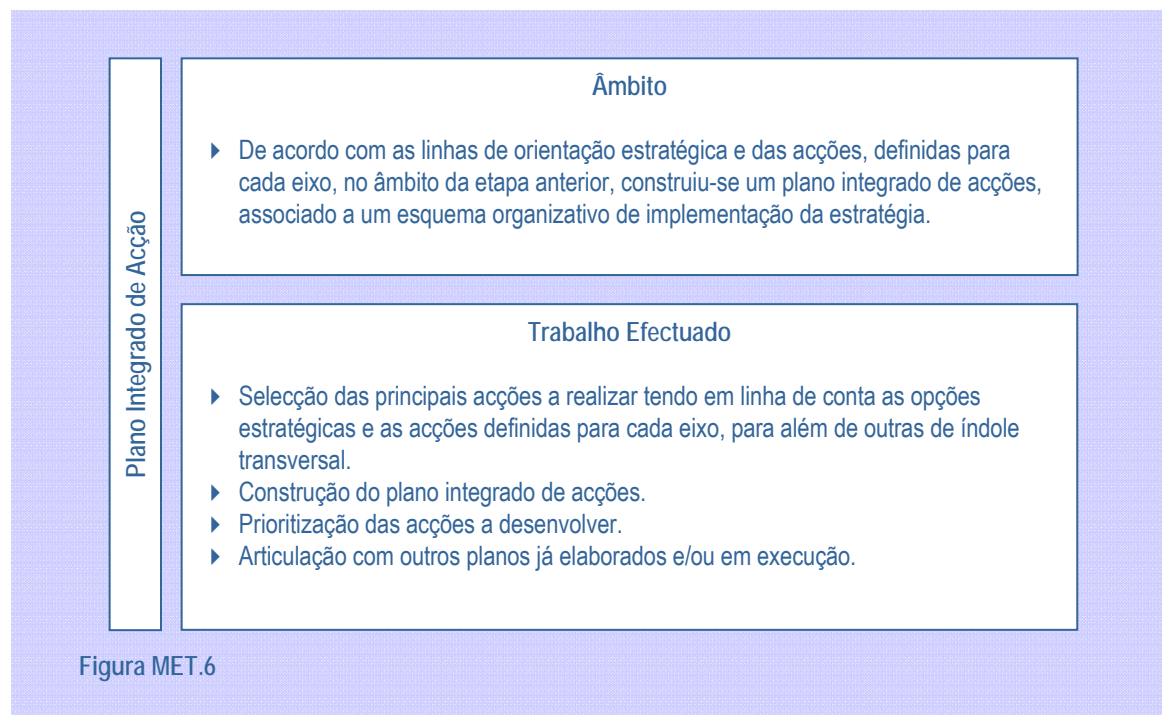 Plano Integrado de Acção
Âmbito
De acordo com as linhas de orientação estratégica e das acções, definidas para
cada eixo, no âmbito da etapa anterior, construiu-se um plano integrado de acções,
associado a um esquema organizativo de implementação da estratégia.
Trabalho Efectuado
Selecção das principais acções a realizar tendo em linha de conta as opções
estratégicas e as acções definidas para cada eixo, para além de outras de índole
transversal.
Construção do plano integrado de acções.
Prioritização das acções a desenvolver.
Articulação com outros planos já elaborados e/ou em execução.
Figura MET.6